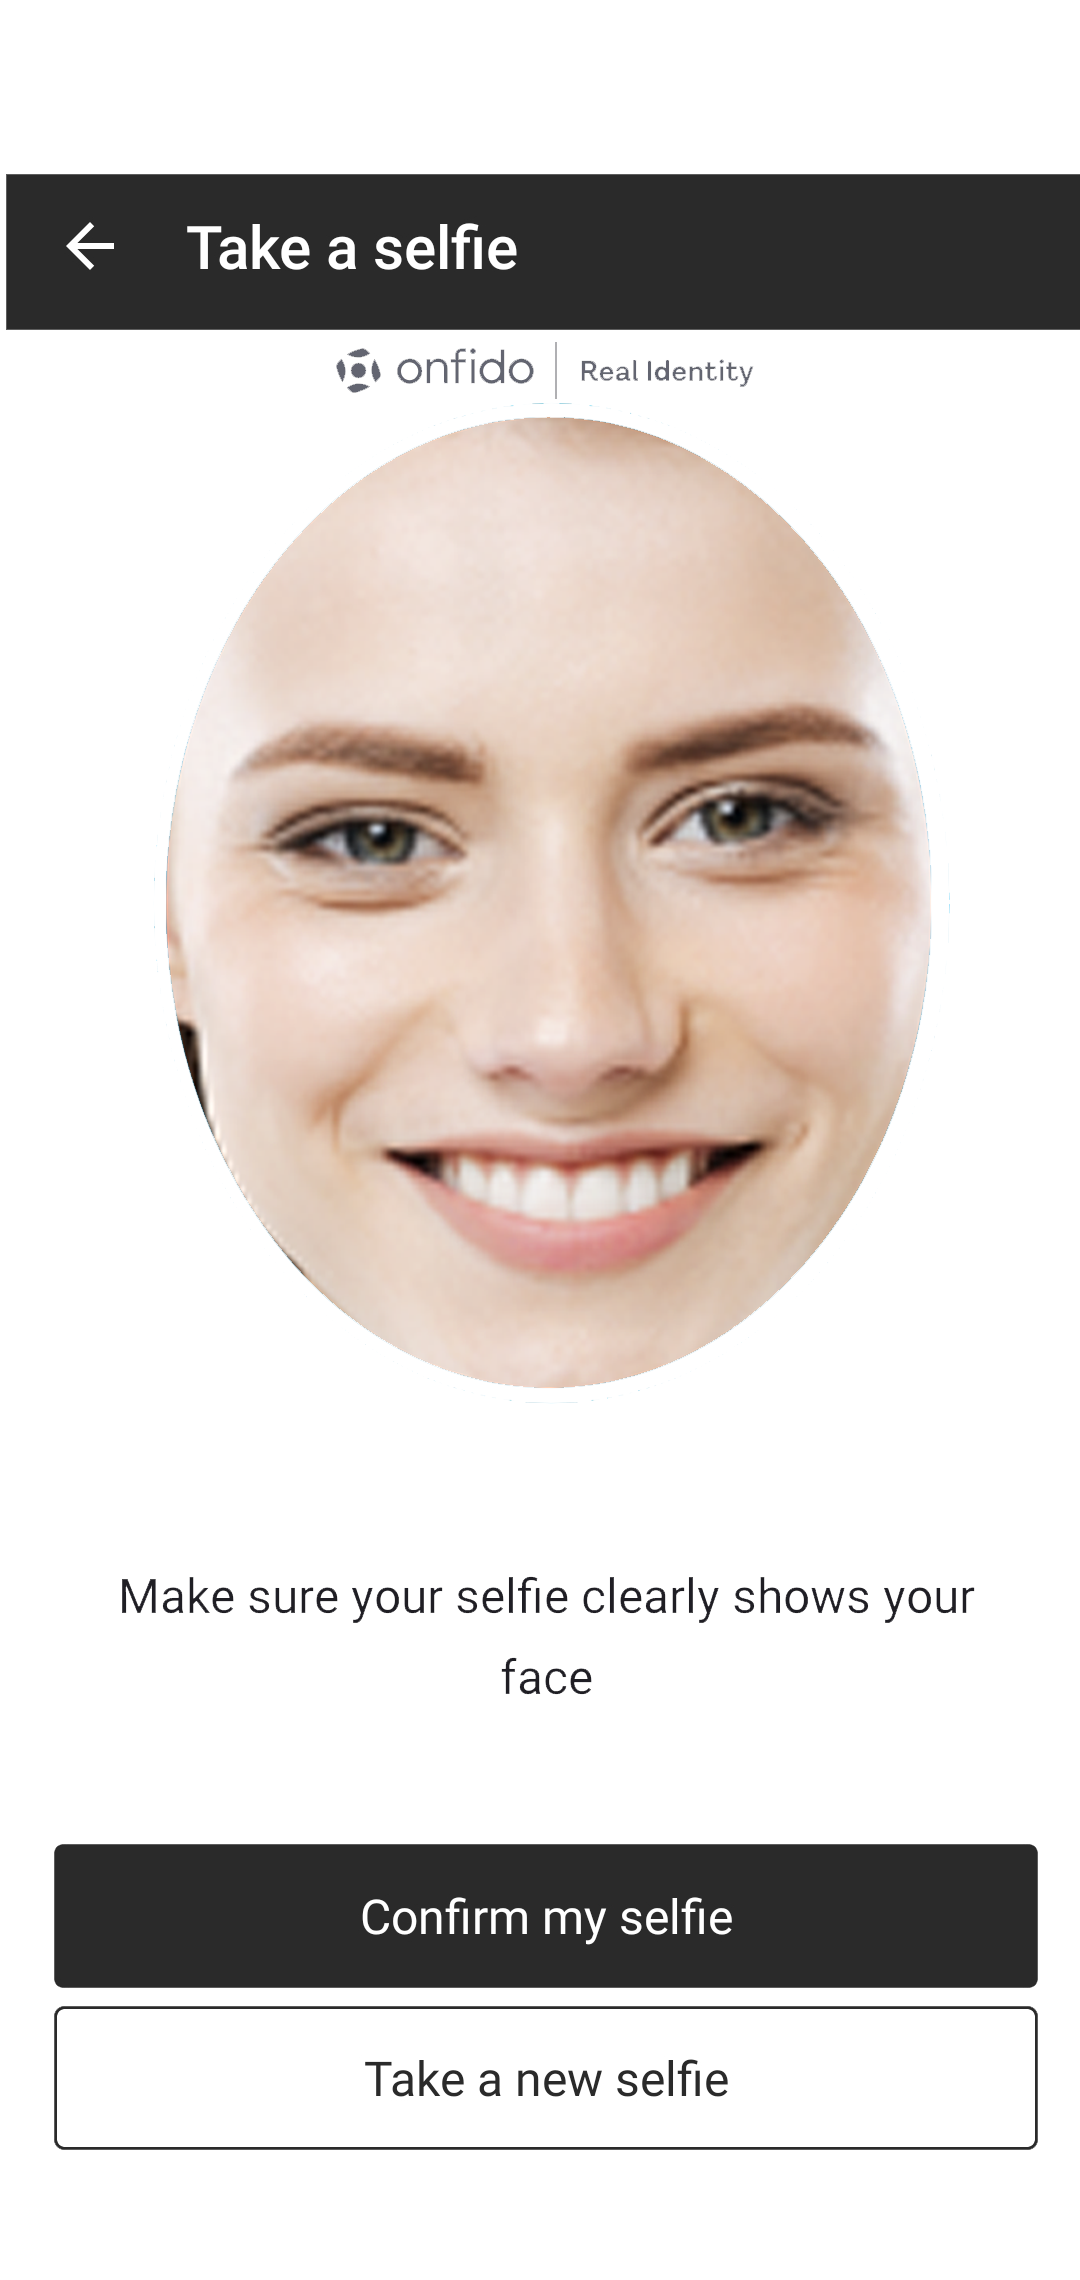 Take a selfie
onfido | Real Identity
Make sure your selfie clearly shows your
face
Confirm my selfie
Take a new selfie